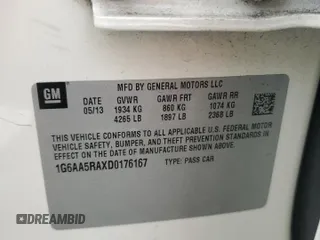 GM
MFD BY GENERAL MOTORS LLC
DATE GVWR GAWR FRT GAWR RR
05/13 1934 KG 860 KG 1074 KG
4265 LB 1897 LB 2368 LB
THIS VEHICLE CONFORMS TO ALL APPLICABLE U.S. FEDERAL MOTOR
VEHICLE SAFETY, BUMPER, AND THEFT PREVENTION STANDARDS IN
EFFECT ON THE DATE OF MANUFACTURE SHOWN ABOVE.
1G6AA5RAXD0176167 TYPE: PASS CAR
DREAMBID